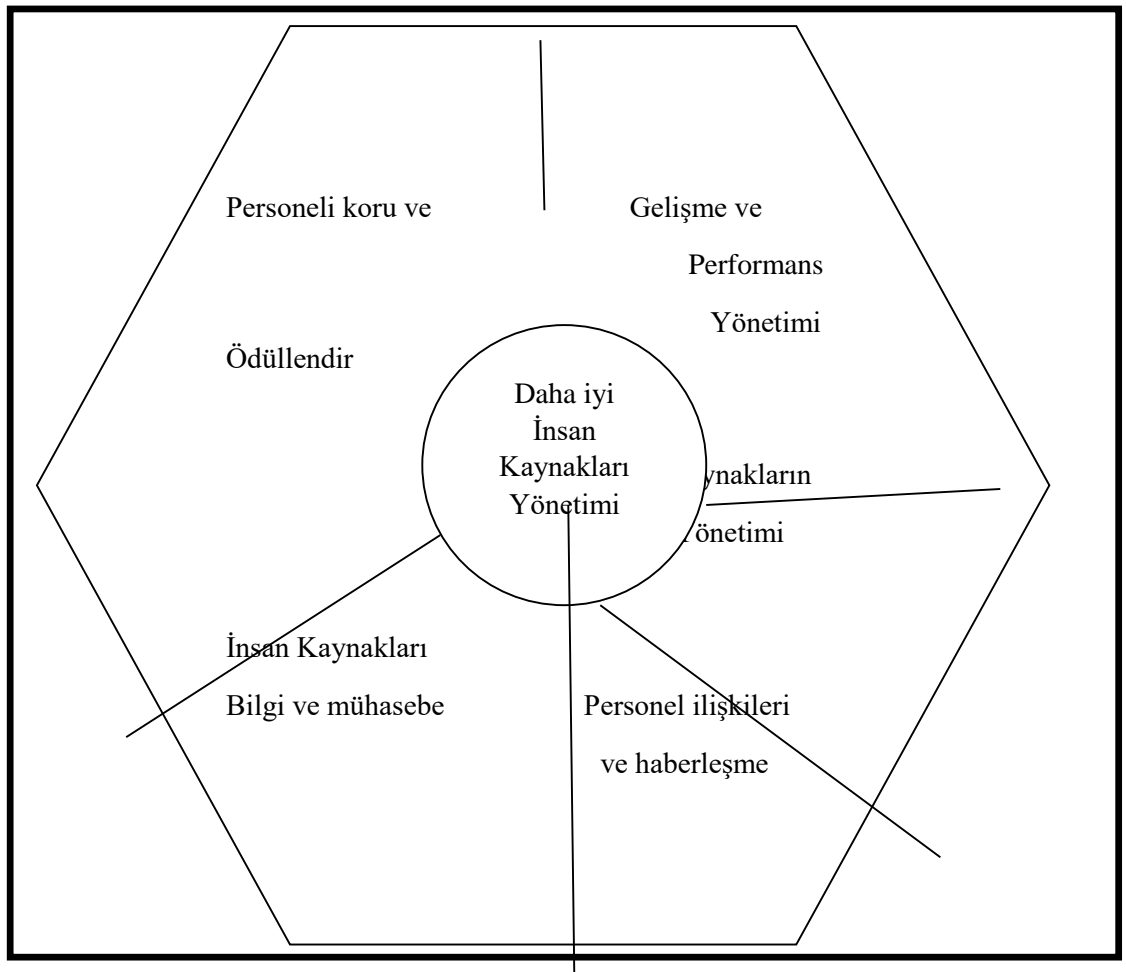 Personeli koru ve
Ödüllendir
Gelişme ve
Performans
Yönetimi
Daha iyi
İnsan
Kaynakları
Yönetimi
ynakların
önetimi
İnsan Kaynakları
Bilgi ve mühasebe
Personel ilişkileri
ve haberleşme